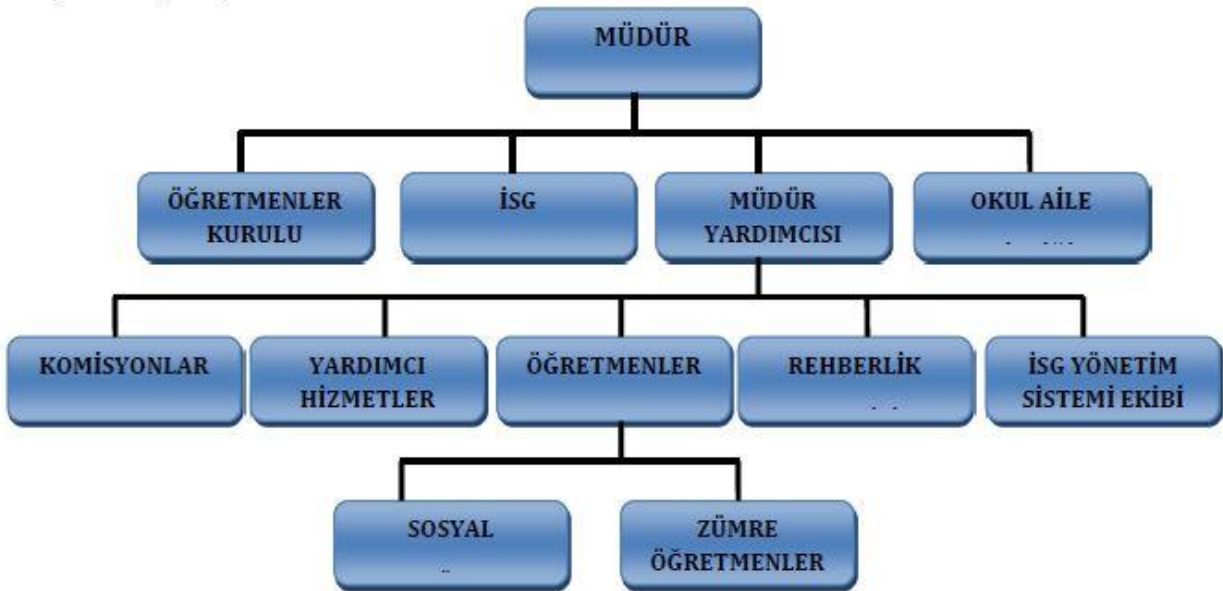 MÜDÜR
ÖĞRETMENLER
KURULU
İSG
MÜDÜR
YARDIMCISI
OKUL AİLE
KOMİSYONLAR
YARDIMCI
HİZMETLER
ÖĞRETMENLER
REHBERLİK
İSG YÖNETİM
SİSTEMİ EKİBİ
SOSYAL
ZÜMRE
ÖĞRETMENLER